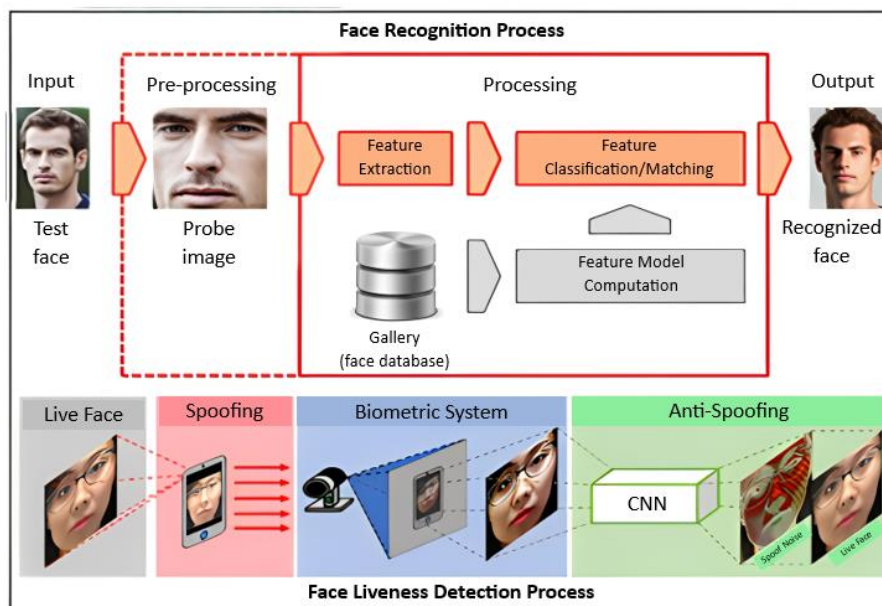 Face Recognition Process
Input
Pre-processing
Processing
Output
Feature
Extraction
Feature
Classification/Matching
Test
face
Probe
image
Recognized
face
Gallery
(face database)
Feature Model
Computation
Live Face
Spoofing
Biometric System
Anti-Spoofing
CNN
Spoof Noise
Live Face
Face Liveness Detection Process